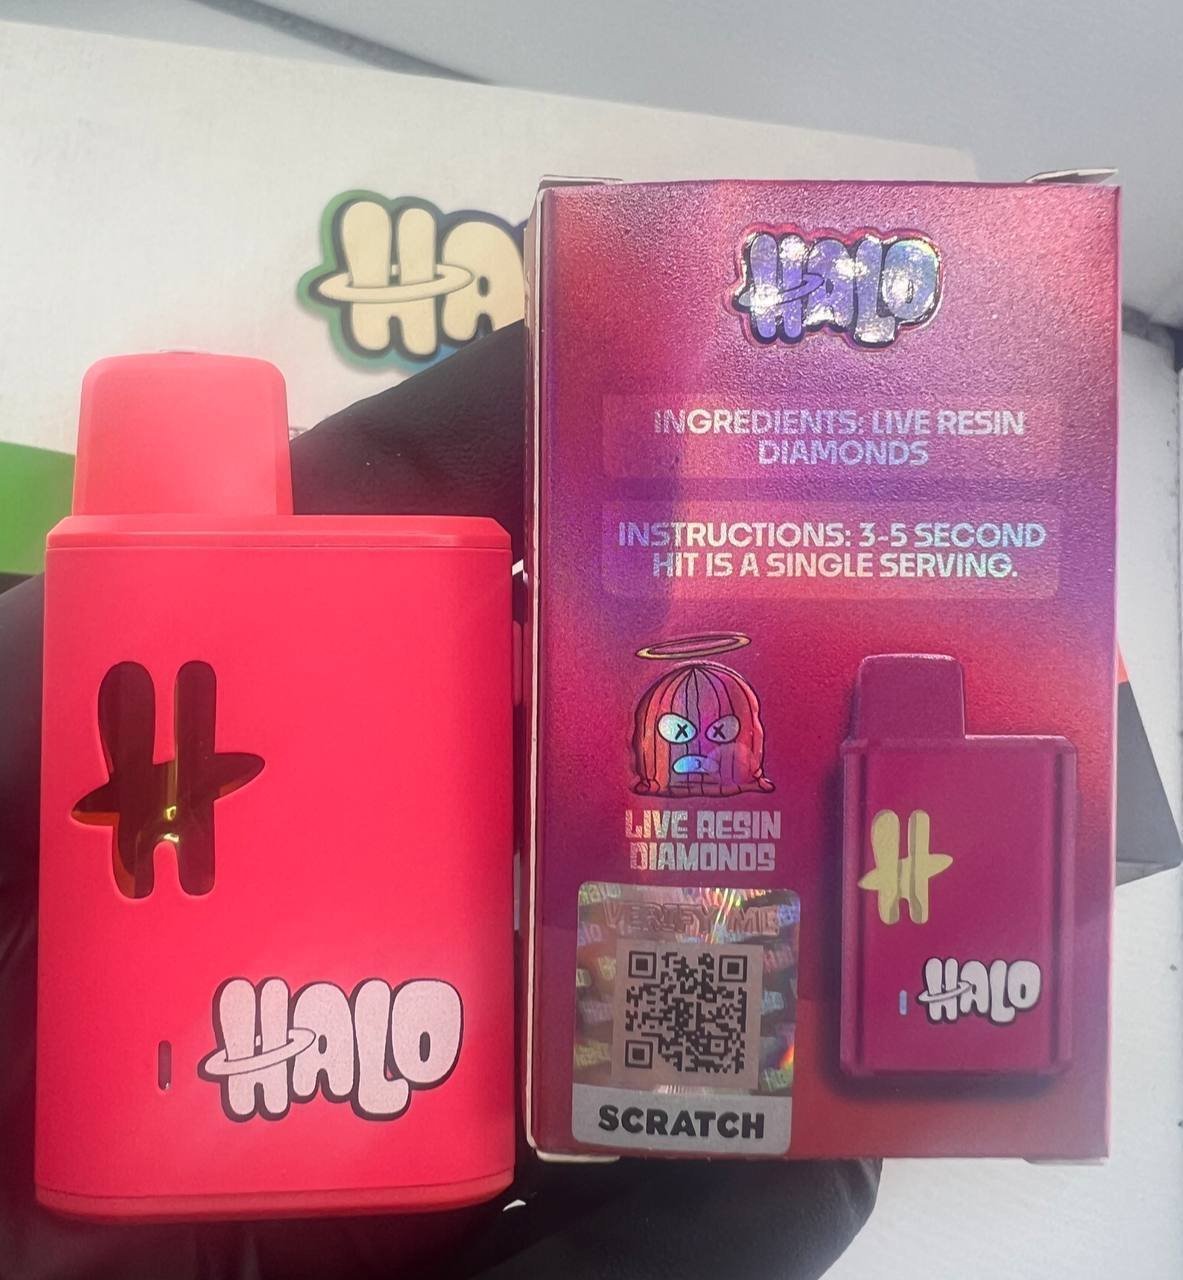 HALO
HALO
INGREDIENTS: LIVE RESIN
DIAMONDS
INSTRUCTIONS: 3-5 SECOND
HIT IS A SINGLE SERVING.
LIVE RESIN
DIAMONDS
VERIFY ME
SCRATCH
H
HALO
H
HALO